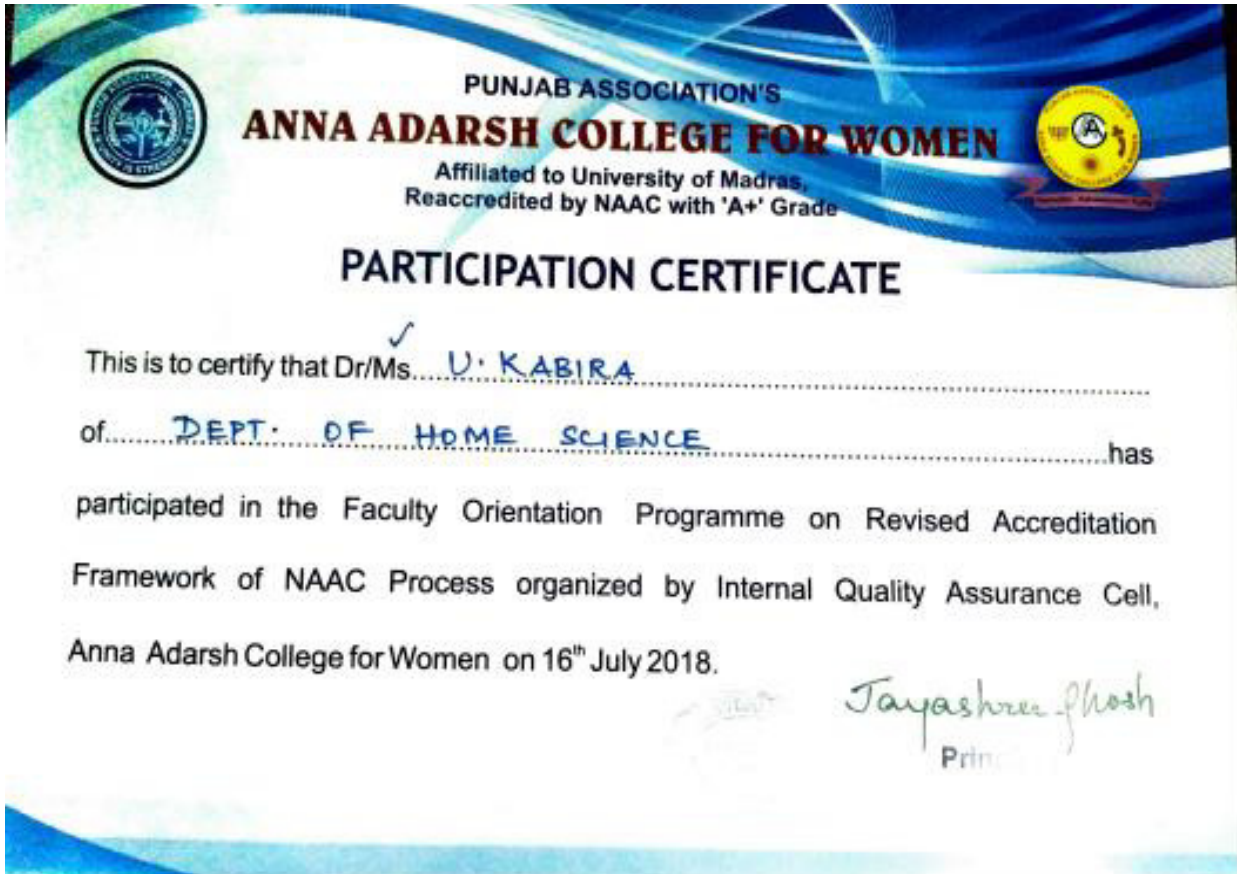 PUNJAB ASSOCIATION'S
ANNA ADARSH COLLEGE FOR WOMEN
Affiliated to University of Madras,
Reaccredited by NAAC with 'A+' Grade
PARTICIPATION CERTIFICATE
✓
This is to certify that Dr/Ms.... U. KABIRA
of........ DEPT. OF HOME SCIENCE ........has
participated in the Faculty Orientation Programme on Revised Accreditation
Framework of NAAC Process organized by Internal Quality Assurance Cell,
Anna Adarsh College for Women on 16th July 2018.
Jayashree Ghosh